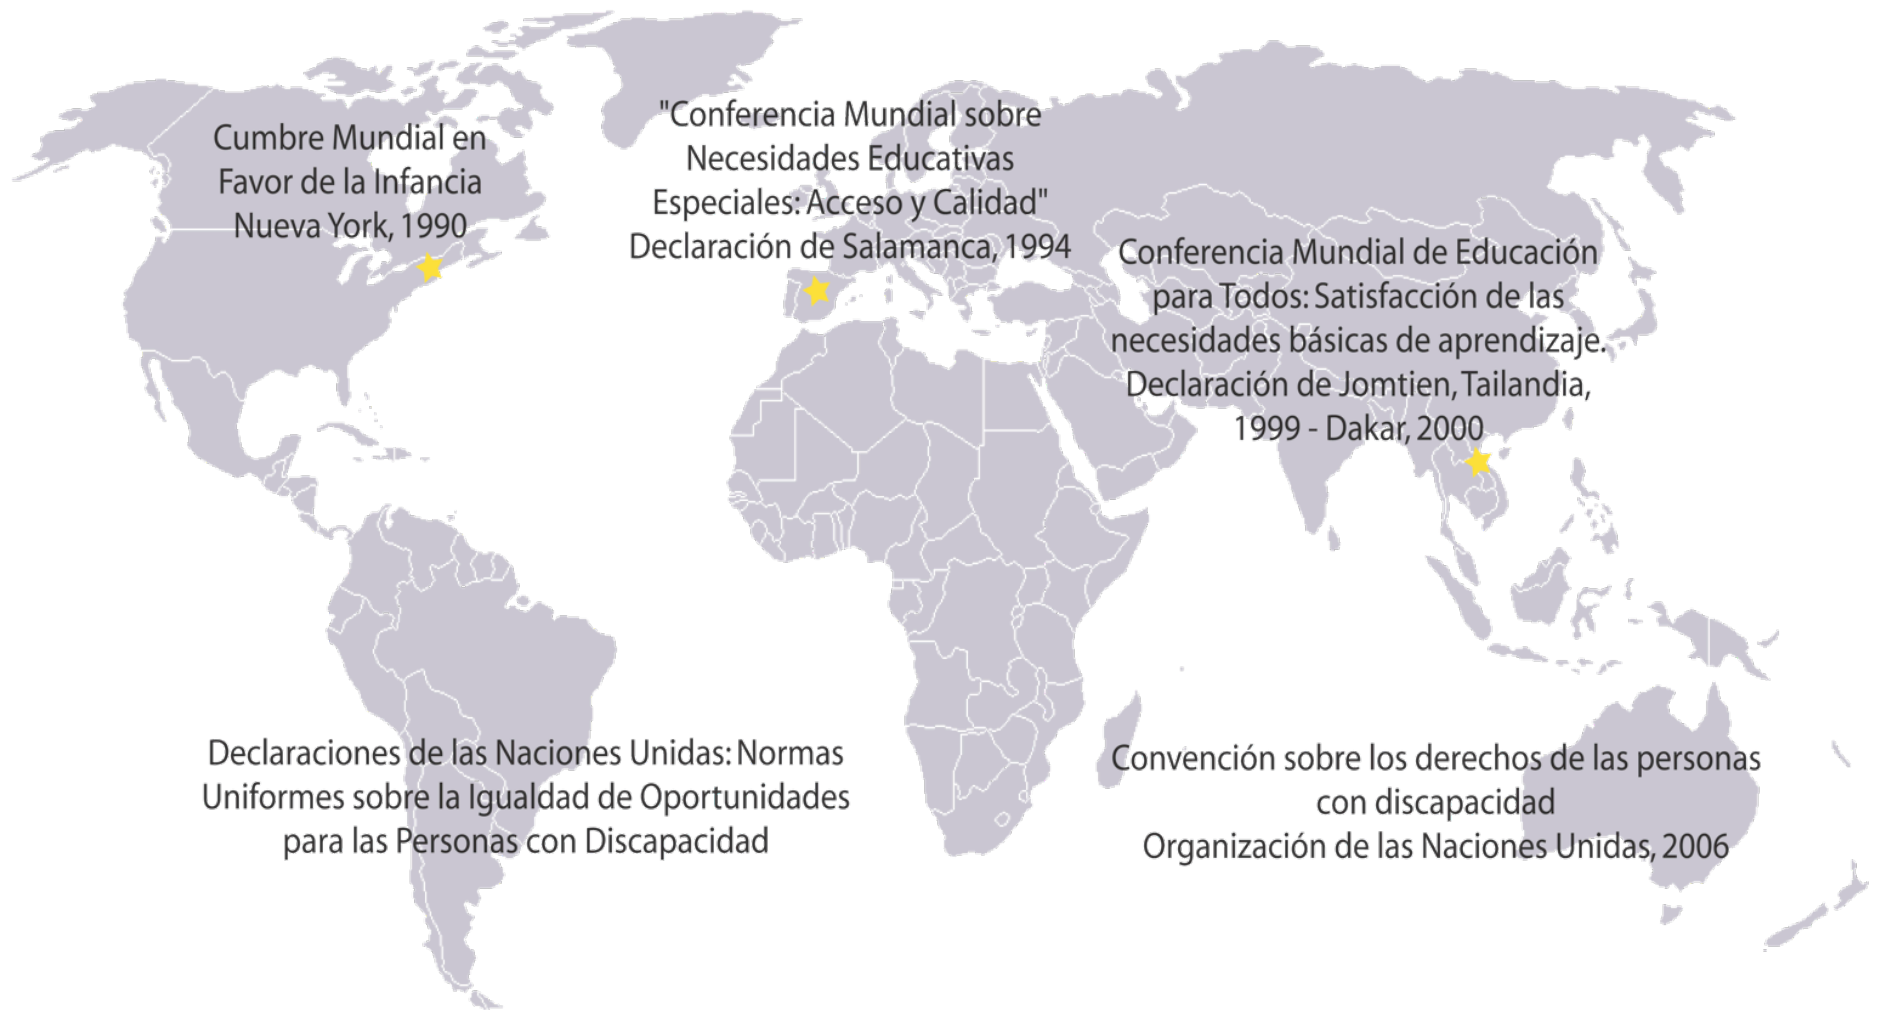 Cumbre Mundial en
Favor de la Infancia
Nueva York, 1990
"Conferencia Mundial sobre
Necesidades Educativas
Especiales: Acceso y Calidad"
Declaración de Salamanca, 1994
Conferencia Mundial de Educación
para Todos: Satisfacción de las
necesidades básicas de aprendizaje.
Declaración de Jomtien, Tailandia,
1999 - Dakar, 2000
Declaraciones de las Naciones Unidas: Normas
Uniformes sobre la Igualdad de Oportunidades
para las Personas con Discapacidad
Convención sobre los derechos de las personas
con discapacidad
Organización de las Naciones Unidas, 2006